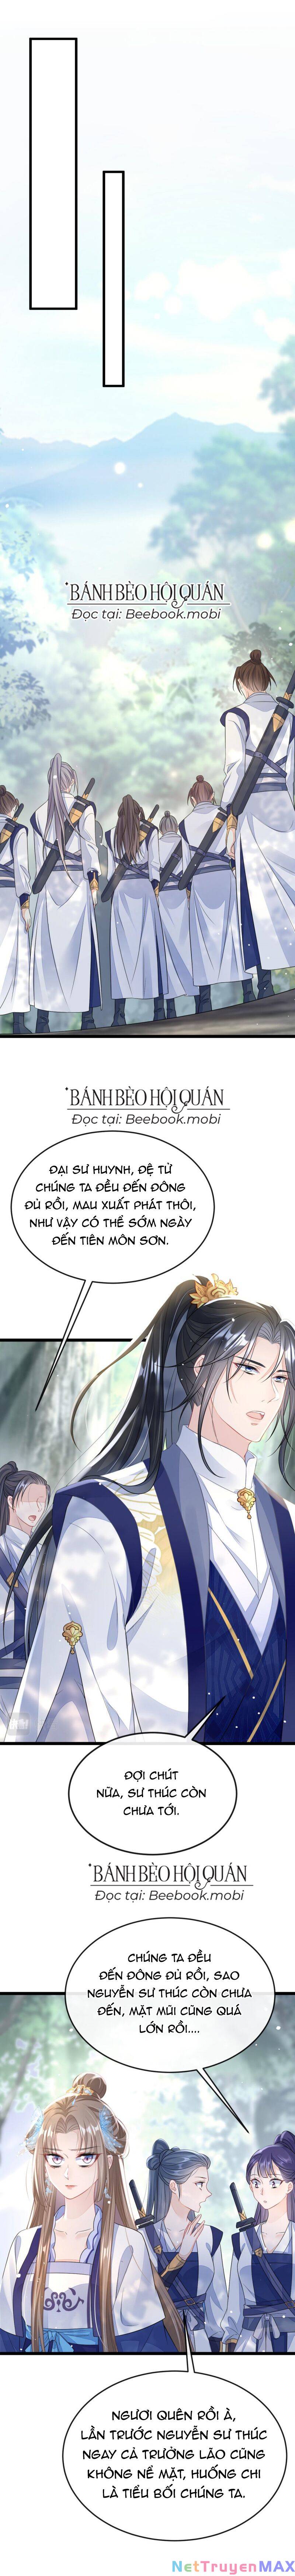 BÁNH BÈO HỘI QUÁN
Đọc tại: Beebook.mobi
BÁNH BÈO HỘI QUÁN
Đọc tại: Beebook.mobi
ĐẠI SƯ HUYNH, ĐỆ TỬ
CHÚNG TA ĐỀU ĐẾN ĐÔNG
ĐỦ RỒI, MAU XUẤT PHÁT THÔI,
NHƯ VẬY CÓ THỂ SỚM NGÀY
ĐẾN TIÊN MÔN SƠN.
ĐỢI CHÚT
NỮA, SƯ THÚC CÒN
CHƯA TỚI.
BÁNH BÈO HỘI QUÁN
Đọc tại: Beebook.mobi
CHÚNG TA ĐỀU
ĐẾN ĐÔNG ĐỦ RỒI, SAO
NGUYỄN SƯ THÚC CÒN CHƯA
ĐẾN, MẶT MŨI CŨNG QUÁ
LỚN RỒI....
NGƯƠI QUÊN RỒI À,
LẦN TRƯỚC NGUYỄN SƯ THÚC
NGAY CẢ TRƯỞNG LÃO CŨNG
KHÔNG NỂ MẶT, HUỐNG CHI
LÀ TIỂU BỐI CHÚNG TA.
NETTRUYENMAX